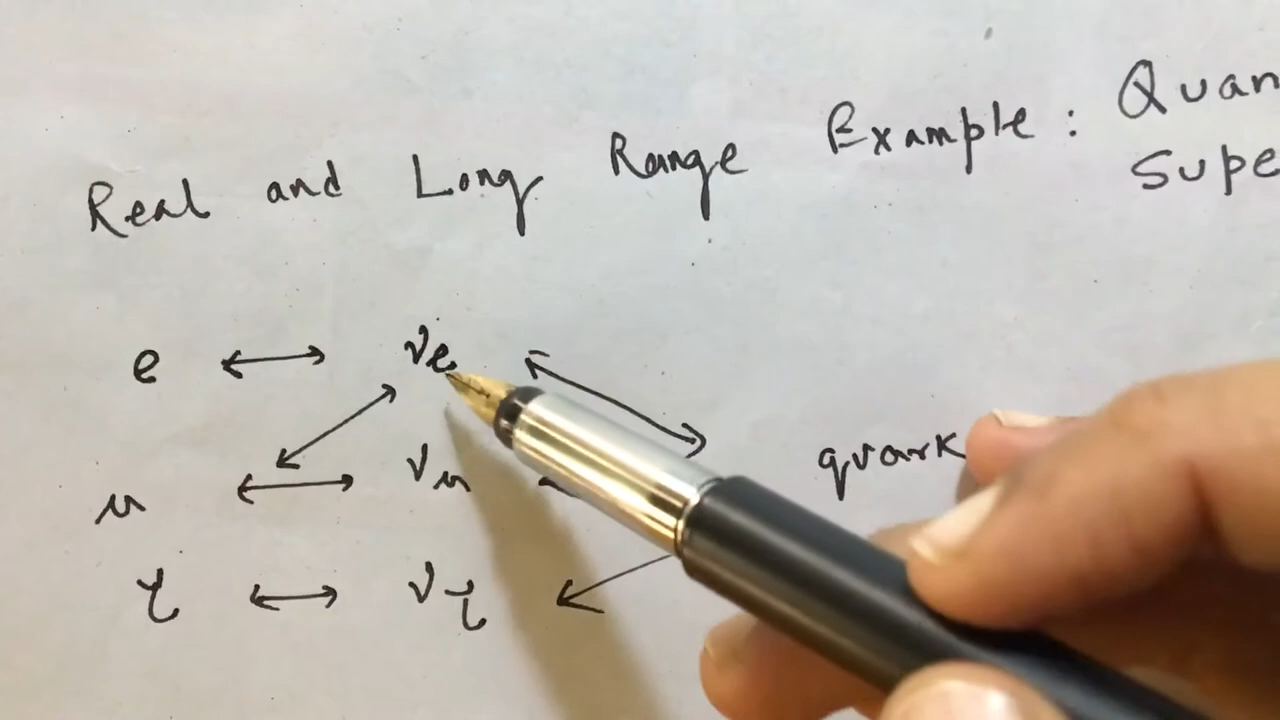 Real and Long Range Example: Quan
Supe
e ↔ νe
μ ↔ νμ quark
τ ↔ ντ